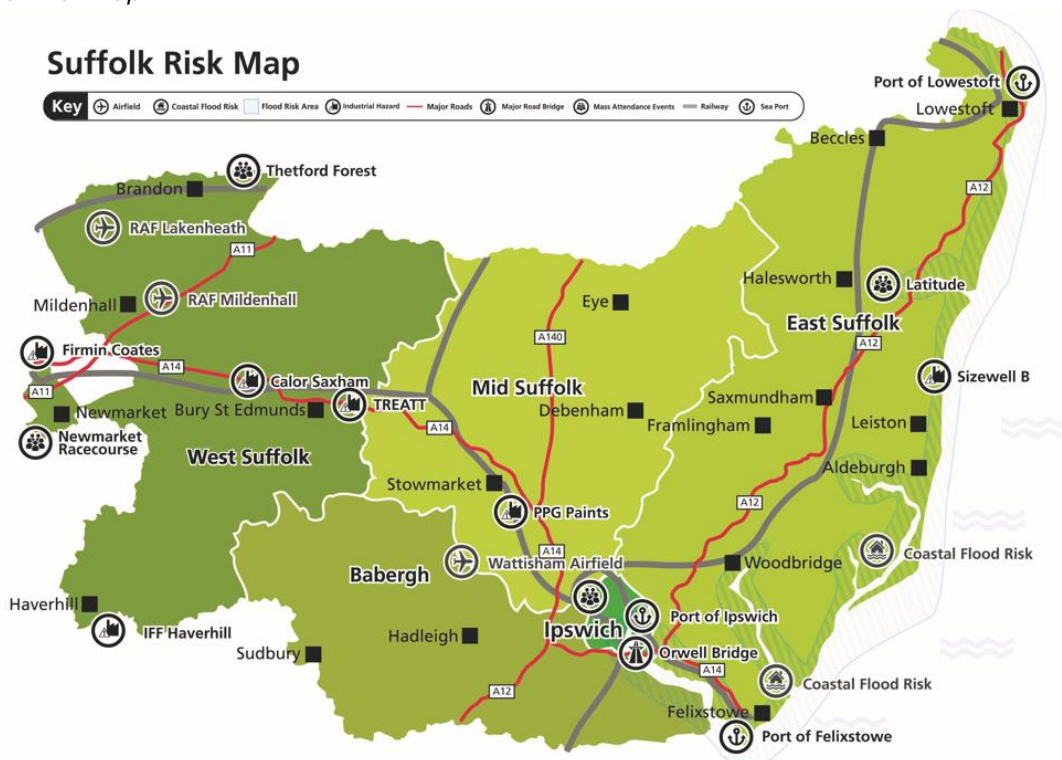 Suffolk Risk Map
Key Airfield Coastal Flood Risk Flood Risk Area Industrial Hazard Major Roads Major Road Bridge Mass Attendance Events Railway Sea Port
Port of Lowestoft
Lowestoft
Beccles
Thetford Forest
Brandon
A12
RAF Lakenheath
A11
Halesworth
Latitude
Mildenhall
RAF Mildenhall
Eye
East Suffolk
A140
A12
Firmin Coates
A14
Calor Saxham
Mid Suffolk
Sizewell B
A11
TREATT
Saxmundham
Newmarket
Bury St Edmunds
Debenham
Framlingham
Leiston
A14
Newmarket
Racecourse
West Suffolk
Aldeburgh
Stowmarket
A12
PPG Paints
A14
Coastal Flood Risk
Wattisham Airfield
Woodbridge
Babergh
Haverhill
Port of Ipswich
IFF Haverhill
Hadleigh
Ipswich
Sudbury
Orwell Bridge
A14
Coastal Flood Risk
A12
Felixstowe
Port of Felixstowe